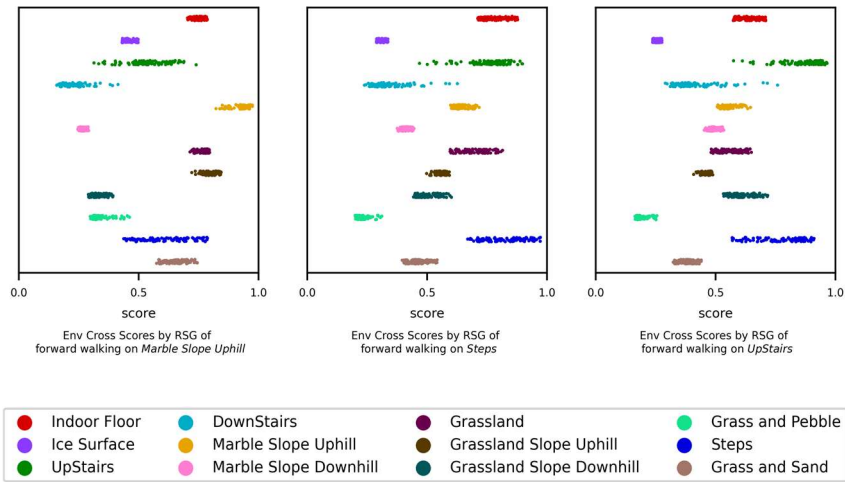 0.0 0.5 1.0
score
Env Cross Scores by RSG of
forward walking on Marble Slope Uphill
0.0 0.5 1.0
score
Env Cross Scores by RSG of
forward walking on Steps
0.0 0.5 1.0
score
Env Cross Scores by RSG of
forward walking on UpStairs
Indoor Floor DownStairs Grassland Grass and Pebble
Ice Surface Marble Slope Uphill Grassland Slope Uphill Steps
UpStairs Marble Slope Downhill Grassland Slope Downhill Grass and Sand